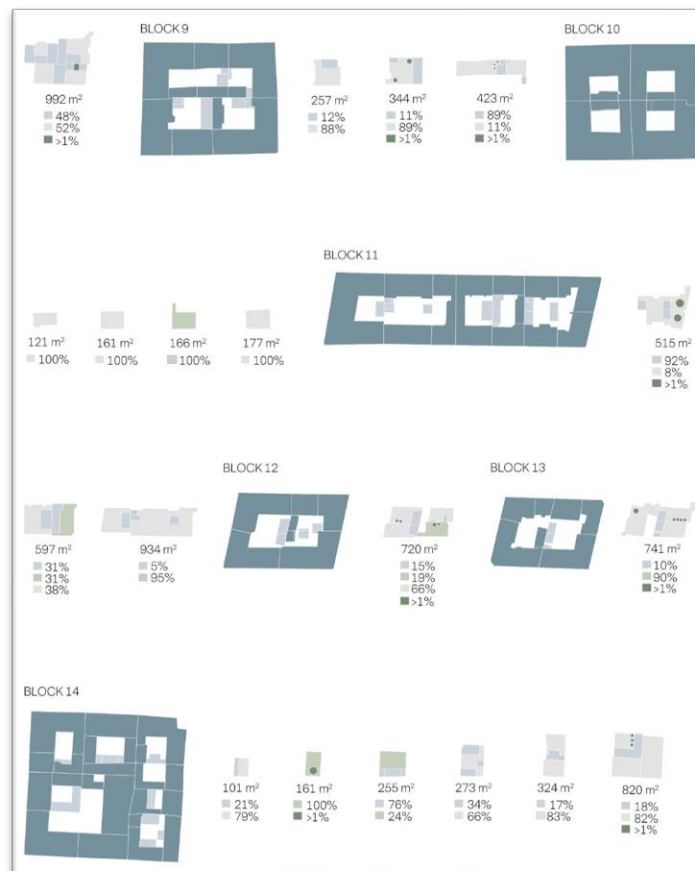 BLOCK 9
BLOCK 10
992 m²
48%
52%
>1%
257 m²
12%
88%
344 m²
11%
89%
>1%
423 m²
89%
11%
>1%
BLOCK 11
121 m²
100%
161 m²
100%
166 m²
100%
177 m²
100%
515 m²
92%
8%
>1%
BLOCK 12
BLOCK 13
597 m²
31%
31%
38%
934 m²
5%
95%
720 m²
15%
19%
66%
>1%
741 m²
10%
90%
>1%
BLOCK 14
101 m²
21%
79%
161 m²
100%
>1%
255 m²
76%
24%
273 m²
34%
66%
324 m²
17%
83%
820 m²
18%
82%
>1%